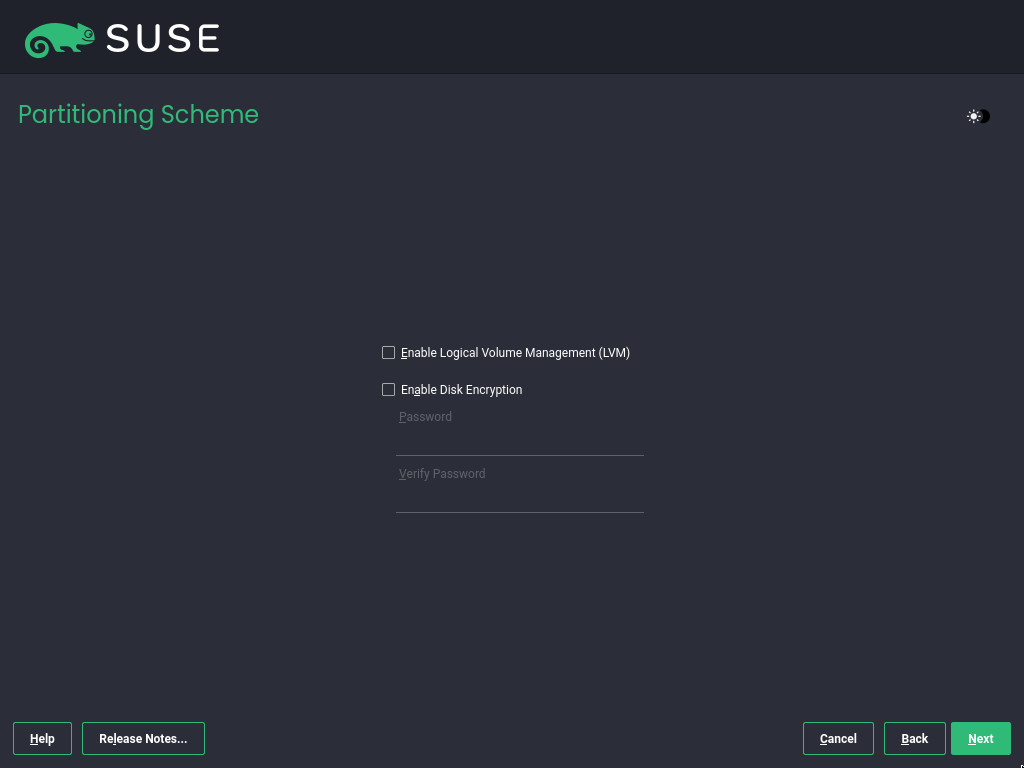 SUSE
Partitioning Scheme
Enable Logical Volume Management (LVM)
Enable Disk Encryption
Password
Verify Password
Help
Release Notes...
Cancel
Back
Next